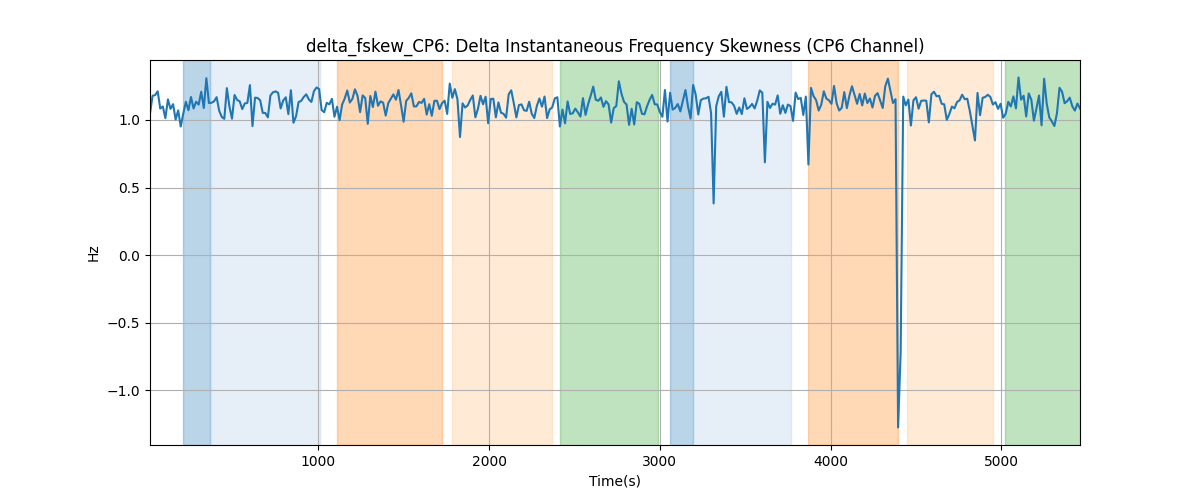 delta_fskew_CP6: Delta Instantaneous Frequency Skewness (CP6 Channel)
1.0
0.5
0.0
−0.5
−1.0
Hz
1000 2000 3000 4000 5000
Time(s)